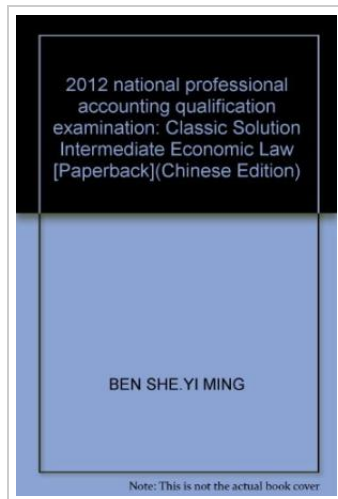 2012 national professional
accounting qualification
examination: Classic Solution
Intermediate Economic Law
[Paperback](Chinese Edition)
BEN SHE.YI MING
Note: This is not the actual book cover